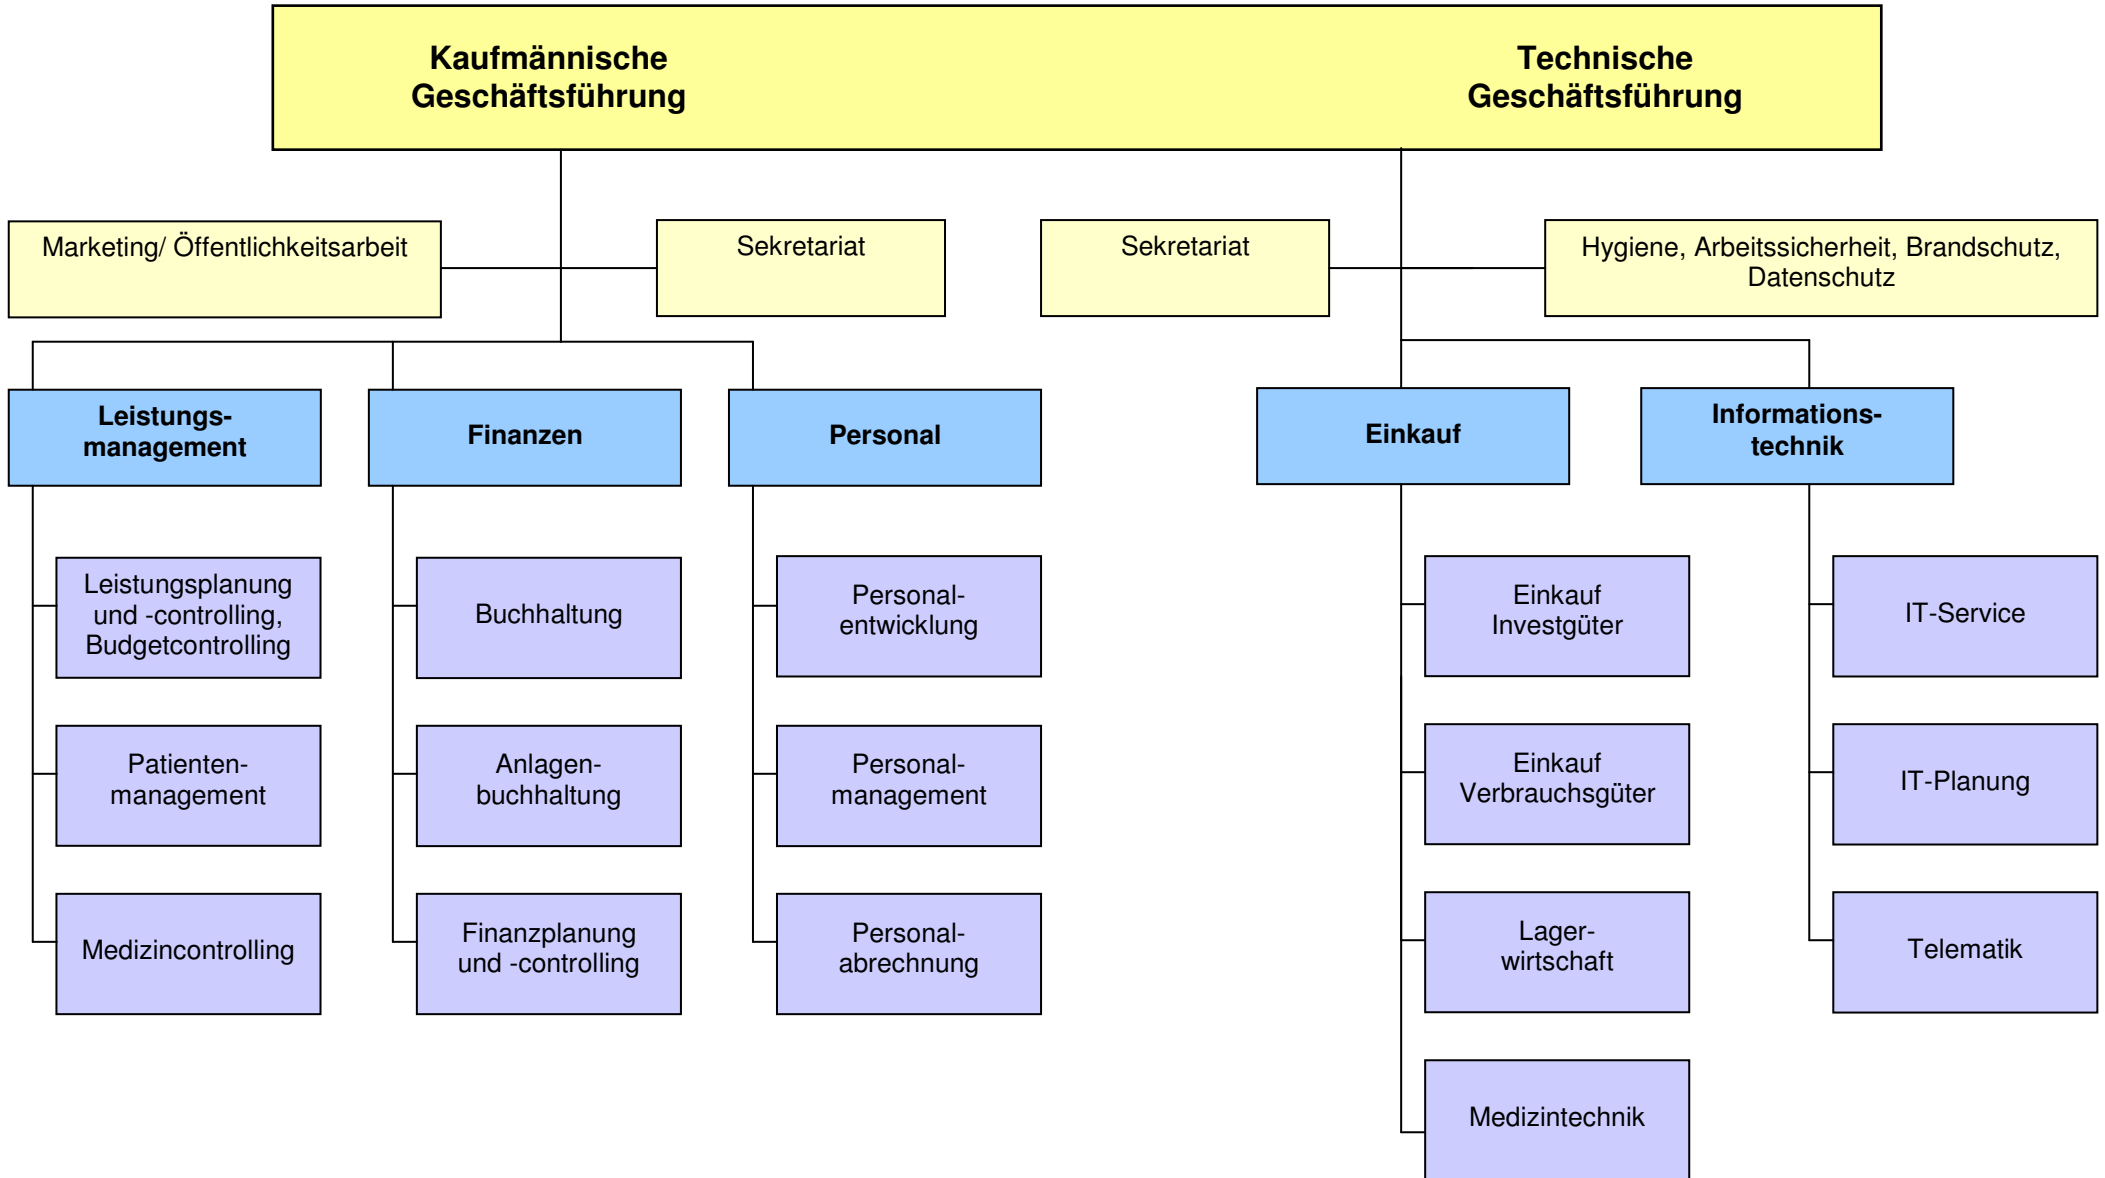 Kaufmännische
Geschäftsführung
Technische
Geschäftsführung
Marketing/ Öffentlichkeitsarbeit
Sekretariat
Sekretariat
Hygiene, Arbeitssicherheit, Brandschutz,
Datenschutz
Leistungs-
management
Finanzen
Personal
Einkauf
Informations-
technik
Leistungsplanung
und -controlling,
Budgetcontrolling
Buchhaltung
Personal-
entwicklung
Einkauf
Investgüter
IT-Service
Patienten-
management
Anlagen-
buchhaltung
Personal-
management
Einkauf
Verbrauchsgüter
IT-Planung
Medizincontrolling
Finanzplanung
und -controlling
Personal-
abrechnung
Lager-
wirtschaft
Telematik
Medizintechnik